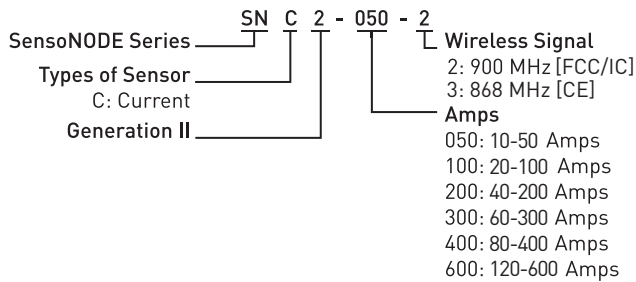 SN C 2 - 050 - 2
SensoNODE Series
Types of Sensor
C: Current
Generation II
Wireless Signal
2: 900 MHz [FCC/IC]
3: 868 MHz [CE]
Amps
050: 10-50 Amps
100: 20-100 Amps
200: 40-200 Amps
300: 60-300 Amps
400: 80-400 Amps
600: 120-600 Amps